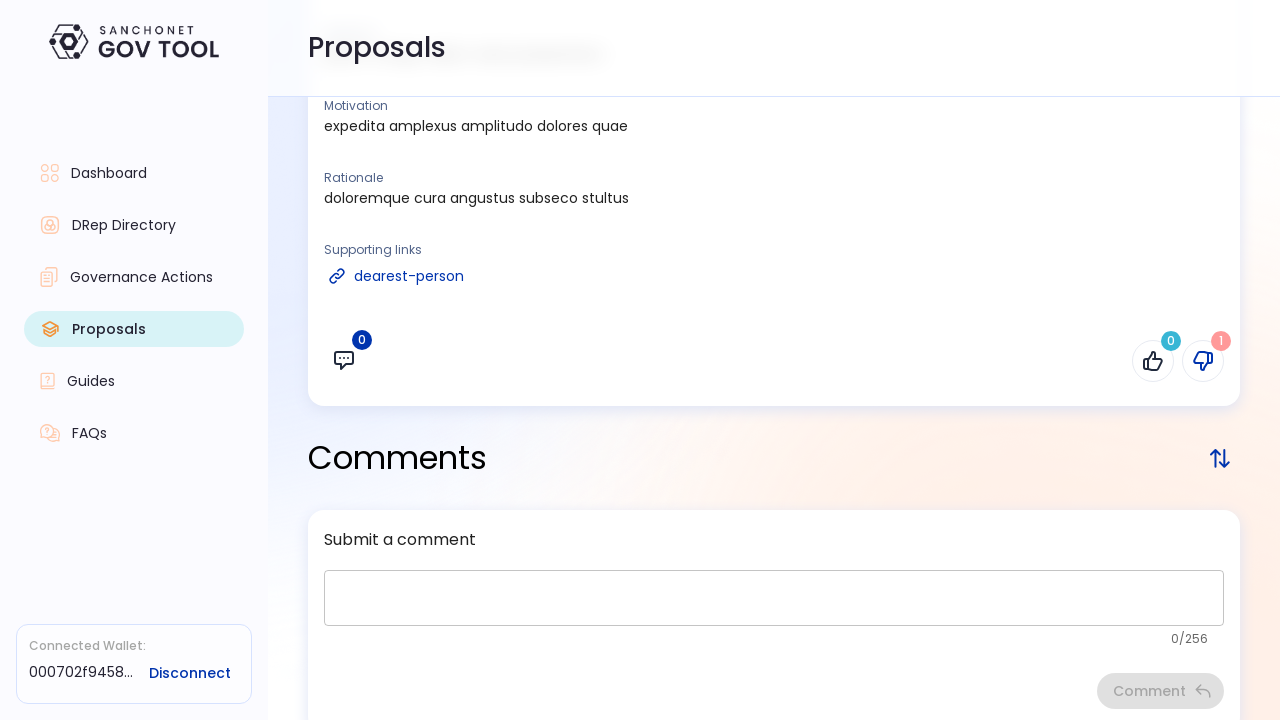 SANCHONET
GOV TOOL
Proposals
Dashboard
DRep Directory
Governance Actions
Proposals
Guides
FAQs
Connected Wallet:
000702f9458...
Disconnect
Motivation
expedita amplexus amplitudo dolores quae
Rationale
doloremque cura angustus subseco stultus
Supporting links
dearest-person
0
0
1
Comments
Submit a comment
0/256
Comment